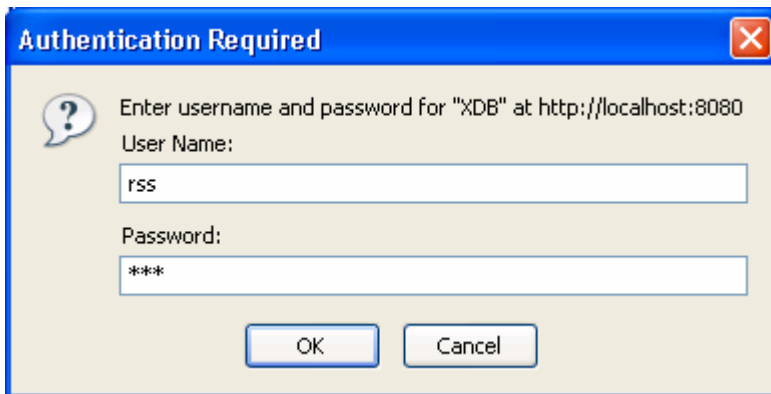 Authentication Required
Enter username and password for "XDB" at http://localhost:8080
User Name:
rss
Password:
***
OK
Cancel